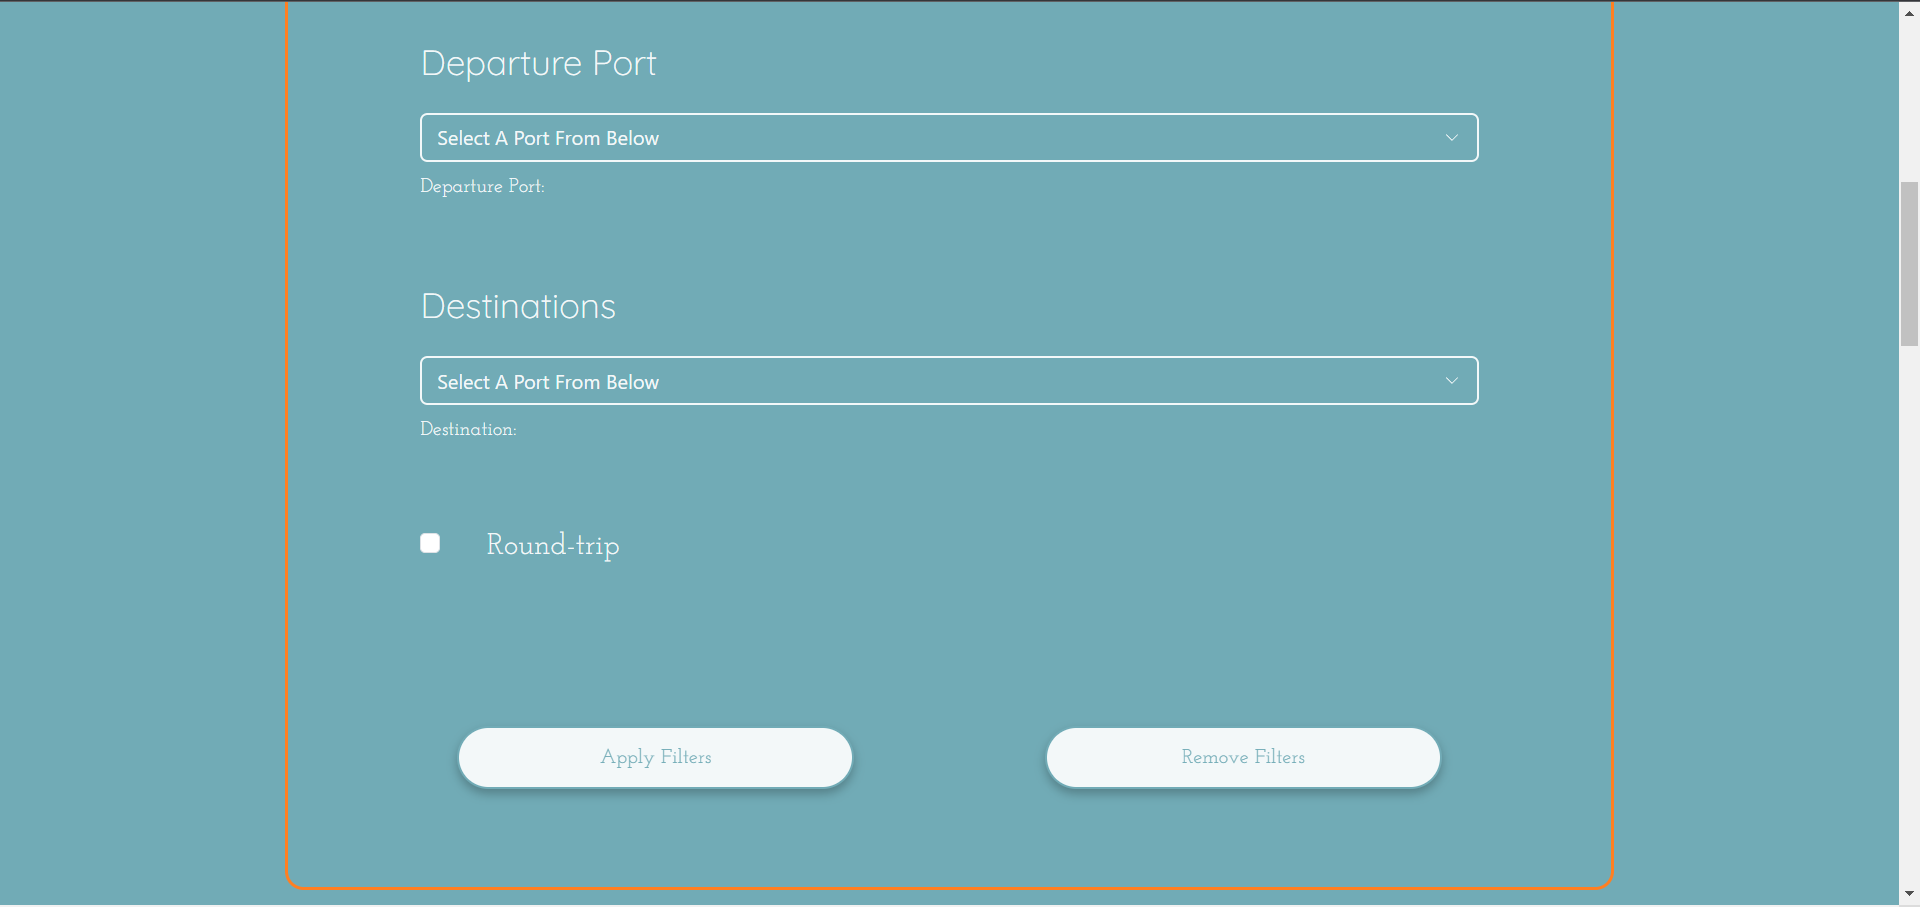 Departure Port
Select A Port From Below
Departure Port:
Destinations
Select A Port From Below
Destination:
Round-trip
Apply Filters
Remove Filters